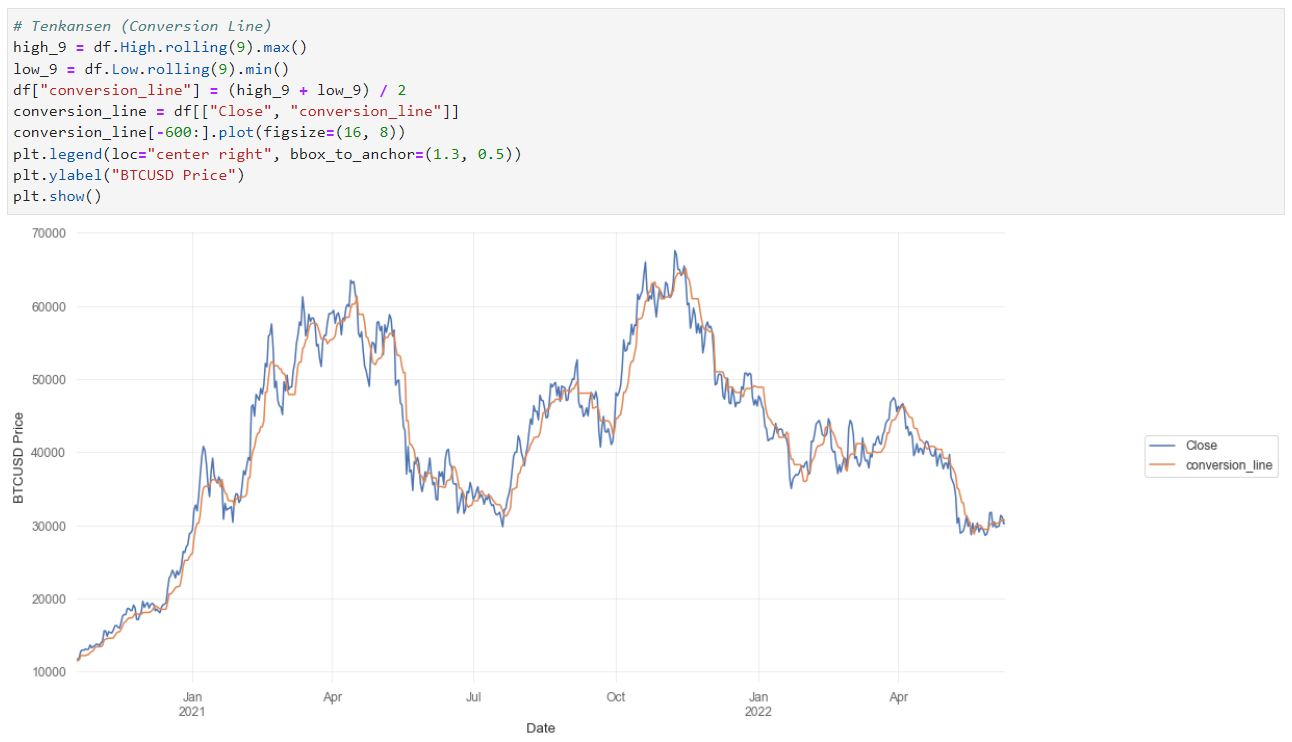 # Tenkansen (Conversion Line)
high_9 = df.High.rolling(9).max()
low_9 = df.Low.rolling(9).min()
df["conversion_line"] = (high_9 + low_9) / 2
conversion_line = df[["Close", "conversion_line"]]
conversion_line[-600:].plot(figsize=(16, 8))
plt.legend(loc="center right", bbox_to_anchor=(1.3, 0.5))
plt.ylabel("BTCUSD Price")
plt.show()
70000
60000
50000
40000
30000
20000
10000
BTCUSD Price
Close
conversion_line
Jan Apr Jul Oct Jan Apr
2021 2022
Date